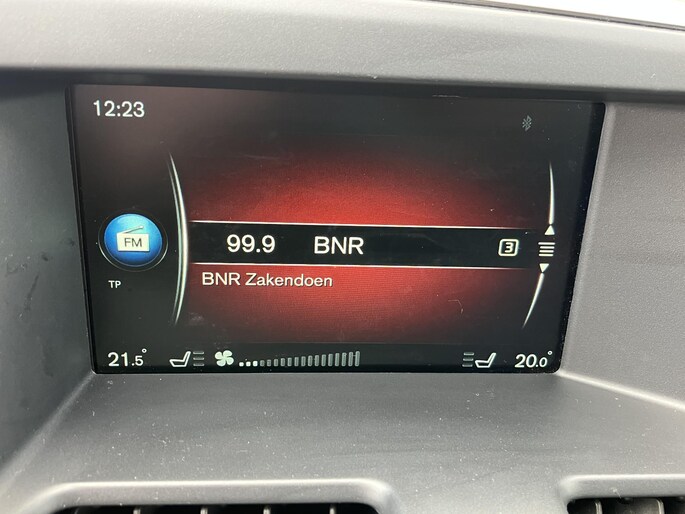 12:23
FM
99.9 BNR 3
BNR Zakendoen
TP
21.5° 20.0°